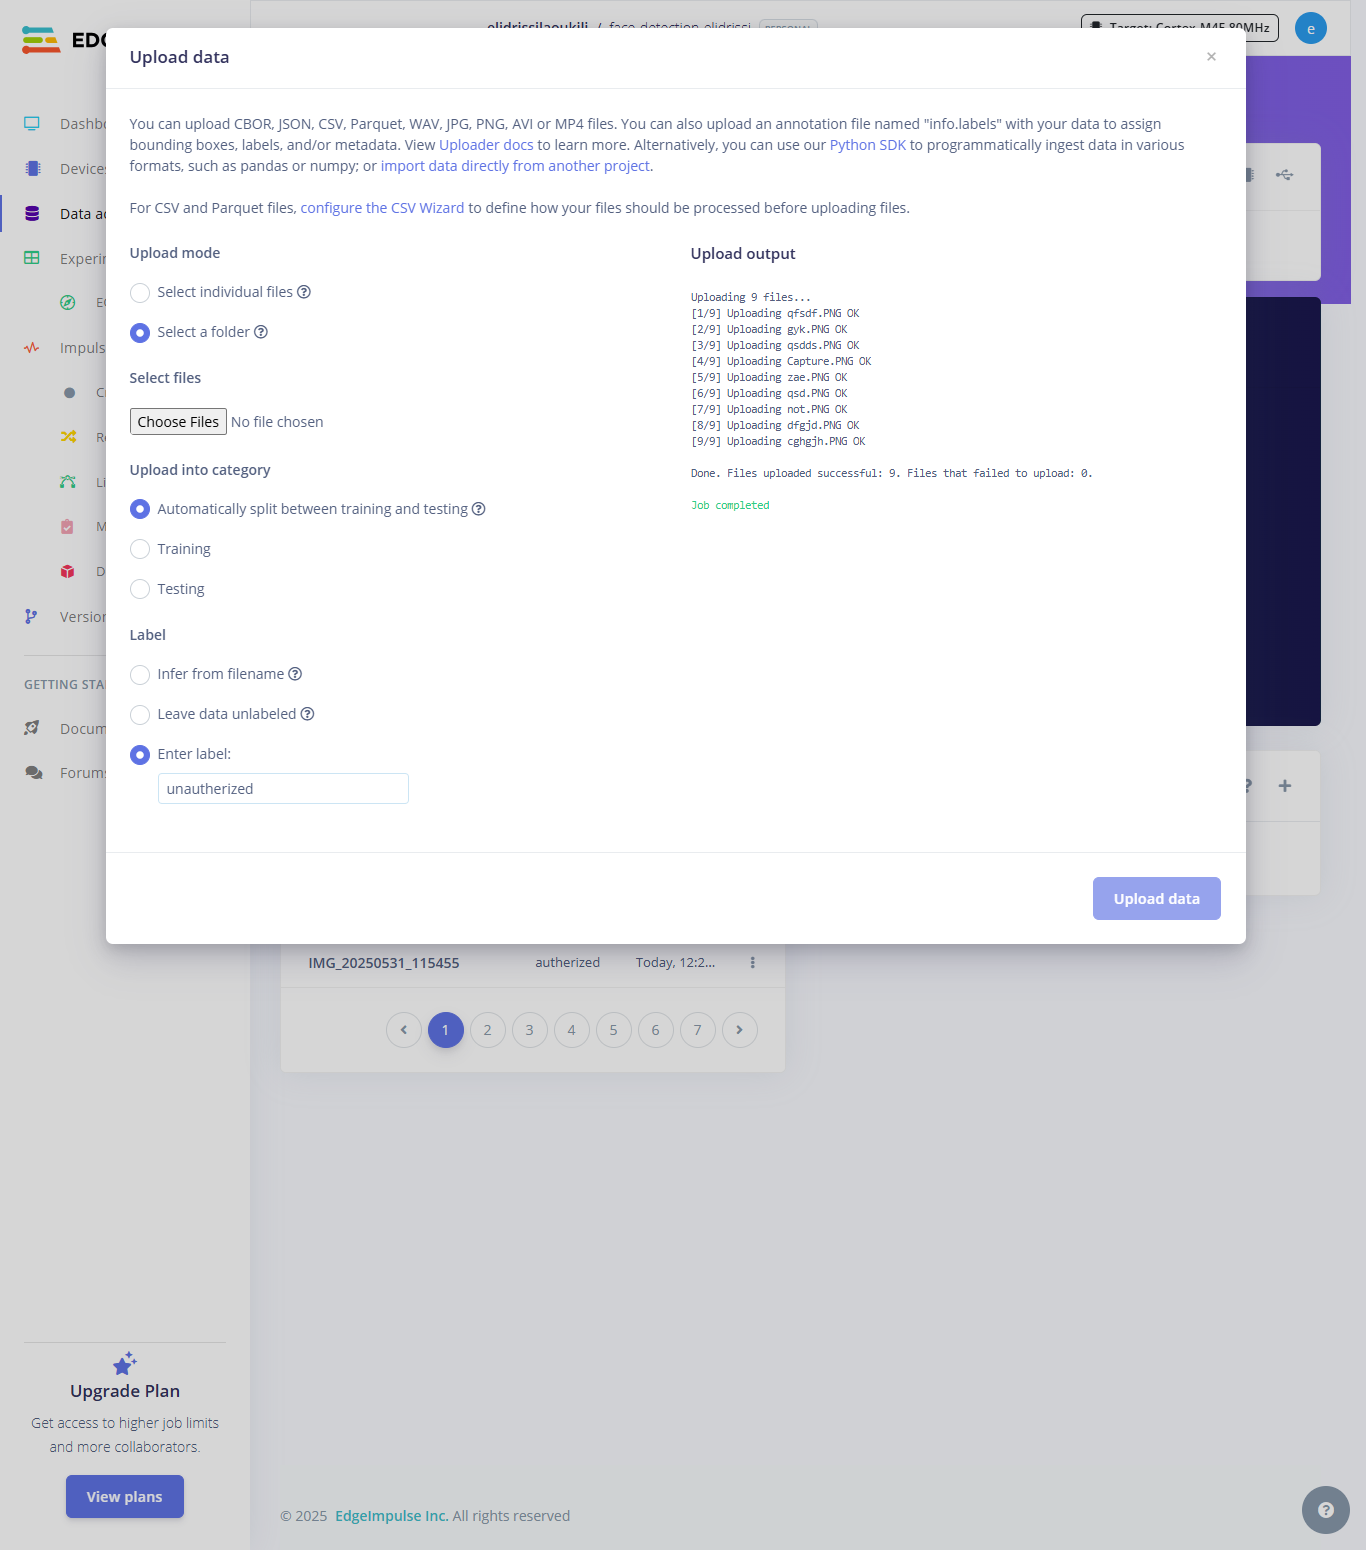 elidrissilaoukili / face-detection-elidrissi PERSONAL
Target: Cortex-M4F 80MHz
e
Upload data
×
You can upload CBOR, JSON, CSV, Parquet, WAV, JPG, PNG, AVI or MP4 files. You can also upload an annotation file named "info.labels" with your data to assign
bounding boxes, labels, and/or metadata. View Uploader docs to learn more. Alternatively, you can use our Python SDK to programmatically ingest data in various
formats, such as pandas or numpy; or import data directly from another project.
For CSV and Parquet files, configure the CSV Wizard to define how your files should be processed before uploading files.
Upload mode
Select individual files
Select a folder
Select files
Choose Files No file chosen
Upload into category
Automatically split between training and testing
Training
Testing
Label
Infer from filename
Leave data unlabeled
Enter label:
unautherized
Upload output
Uploading 9 files...
[1/9] Uploading qfsdf.PNG OK
[2/9] Uploading gyk.PNG OK
[3/9] Uploading qsdds.PNG OK
[4/9] Uploading Capture.PNG OK
[5/9] Uploading zae.PNG OK
[6/9] Uploading qsd.PNG OK
[7/9] Uploading not.PNG OK
[8/9] Uploading dfgjd.PNG OK
[9/9] Uploading cghgjh.PNG OK
Done. Files uploaded successful: 9. Files that failed to upload: 0.
Job completed
Upload data
EDG
Dashbo
Devices
Data ac
Experin
EO
Impuls
Cr
Re
Li
M
D
Version
GETTING STA
Docum
Forums
IMG_20250531_115455 autherized Today, 12:2...
1 2 3 4 5 6 7
Upgrade Plan
Get access to higher job limits
and more collaborators.
View plans
© 2025 EdgeImpulse Inc. All rights reserved